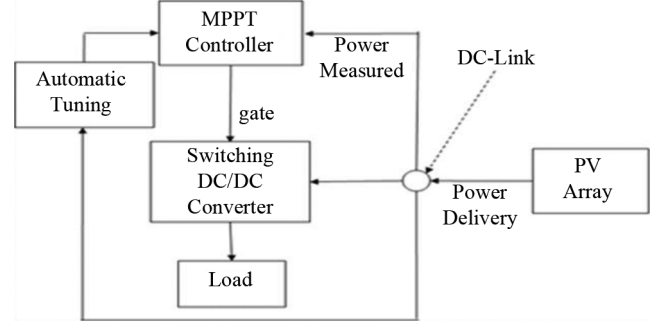 MPPT
Controller
Power
Measured
DC-Link
Automatic
Tuning
gate
Switching
DC/DC
Converter
PV
Array
Power
Delivery
Load